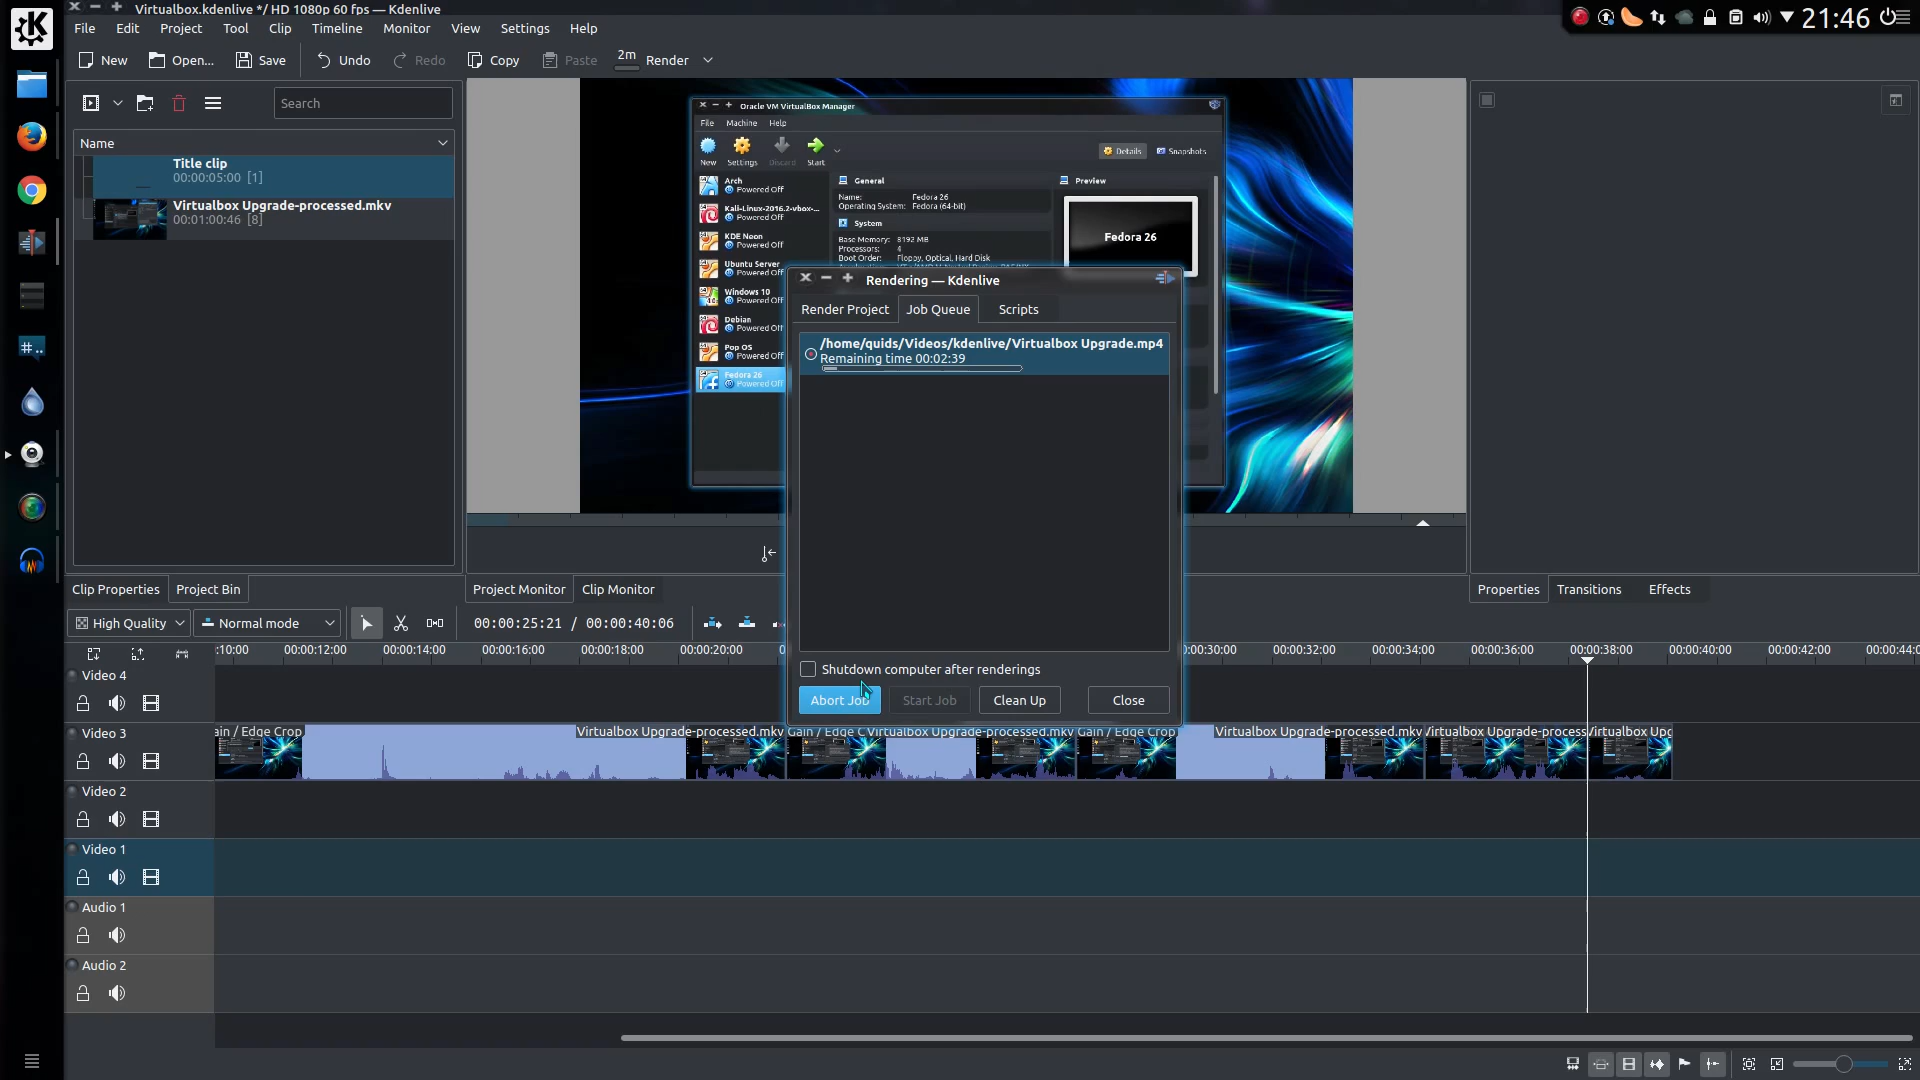 Virtualbox.kdenlive */ HD 1080p 60 fps — Kdenlive
21:46
File Edit Project Tool Clip Timeline Monitor View Settings Help
New Open... Save Undo Redo Copy Paste 2m Render
Search
Name
Title clip
00:00:05:00 [1]
Virtualbox Upgrade-processed.mkv
00:01:00:46 [8]
Oracle VM VirtualBox Manager
File Machine Help
New Settings Discard Start
Details Snapshots
Arch
Powered Off
Kali-Linux-2016.2-vbox-...
Powered Off
KDE Neon
Powered Off
Ubuntu Server
Powered Off
Windows 10
Powered Off
Debian
Powered Off
Pop OS
Powered Off
Fedora 26
Powered Off
General
Name: Fedora 26
Operating System: Fedora (64-bit)
System
Base Memory: 8192 MB
Processors: 4
Boot Order: Floppy, Optical, Hard Disk
Preview
Fedora 26
Rendering — Kdenlive
Render Project Job Queue Scripts
/home/quids/Videos/kdenlive/Virtualbox Upgrade.mp4
Remaining time 00:02:39
Shutdown computer after renderings
Abort Job Start Job Clean Up Close
Clip Properties Project Bin
Project Monitor Clip Monitor
Properties Transitions Effects
High Quality Normal mode 00:00:25:21 / 00:00:40:06
:10:00 00:00:12:00 00:00:14:00 00:00:16:00 00:00:18:00 00:00:20:00 0:00:30:00 00:00:32:00 00:00:34:00 00:00:36:00 00:00:38:00 00:00:40:00 00:00:42:00 00:00:44:0
Video 4
Video 3
ain / Edge Crop Virtualbox Upgrade-processed.mkv Gain / Edge C Virtualbox Upgrade-processed.mkv Gain / Edge Crop Virtualbox Upgrade-processed.mkv Virtualbox Upgrade-process Virtualbox Upg
Video 2
Video 1
Audio 1
Audio 2